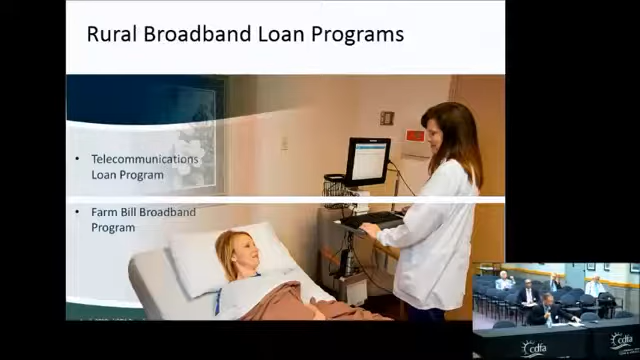 Rural Broadband Loan Programs
• Telecommunications
Loan Program
• Farm Bill Broadband
Program
cdfa
cdfa